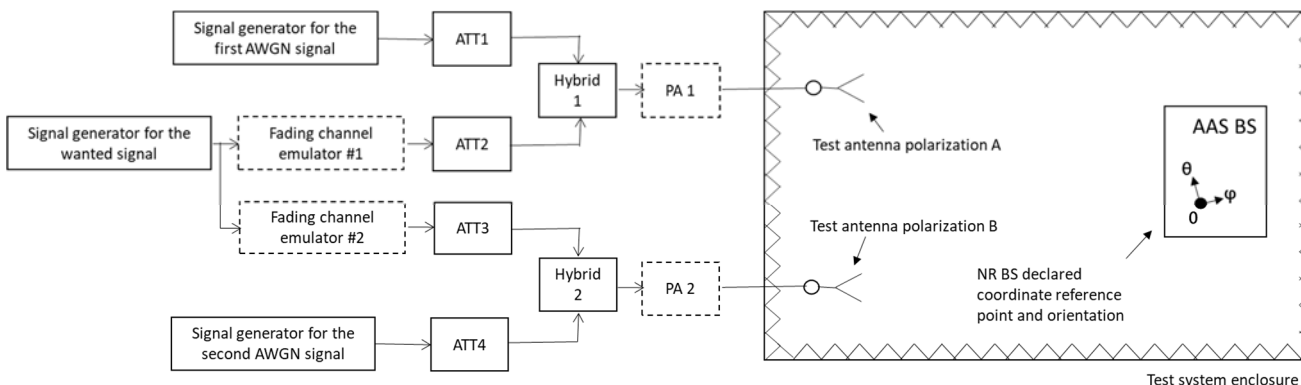 Signal generator for
the first AWGN signal
ATT1
Hybrid
1
PA 1
Signal generator for the
wanted signal
Fading channel
emulator #1
ATT2
Test antenna polarization A
AAS BS
θ
φ
0
Fading channel
emulator #2
ATT3
Test antenna polarization B
Hybrid
2
PA 2
NR BS declared
coordinate reference
point and orientation
Signal generator for the
second AWGN signal
ATT4
Test system enclosure